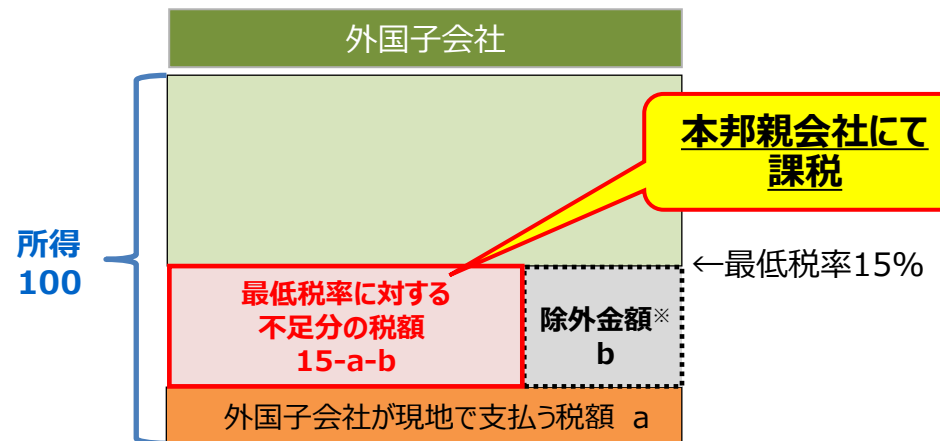 外国子会社
本邦親会社にて
課税
所得
100
←最低税率15%
最低税率に対する
不足分の税額
15-a-b
除外金額※
b
外国子会社が現地で支払う税額 a